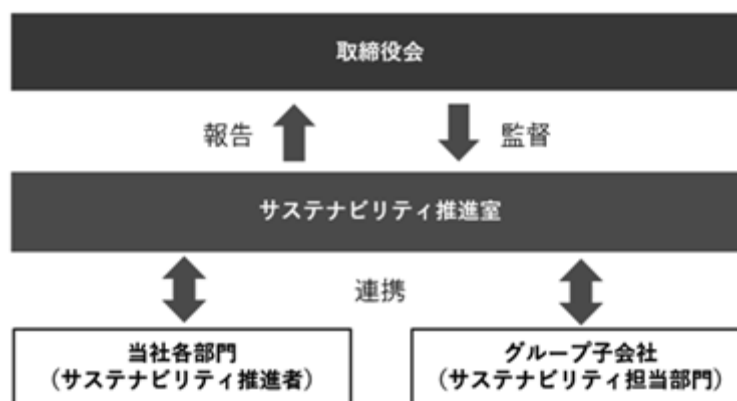 取締役会
報告
監督
サステナビリティ推進室
連携
当社各部門
（サステナビリティ推進者）
グループ子会社
（サステナビリティ担当部門）